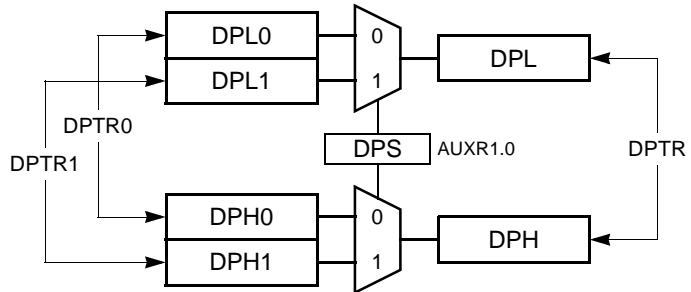 DPL0
0
DPL
DPL1
1
DPTR0
DPS
AUXR1.0
DPTR
DPTR1
DPH0
0
DPH
DPH1
1